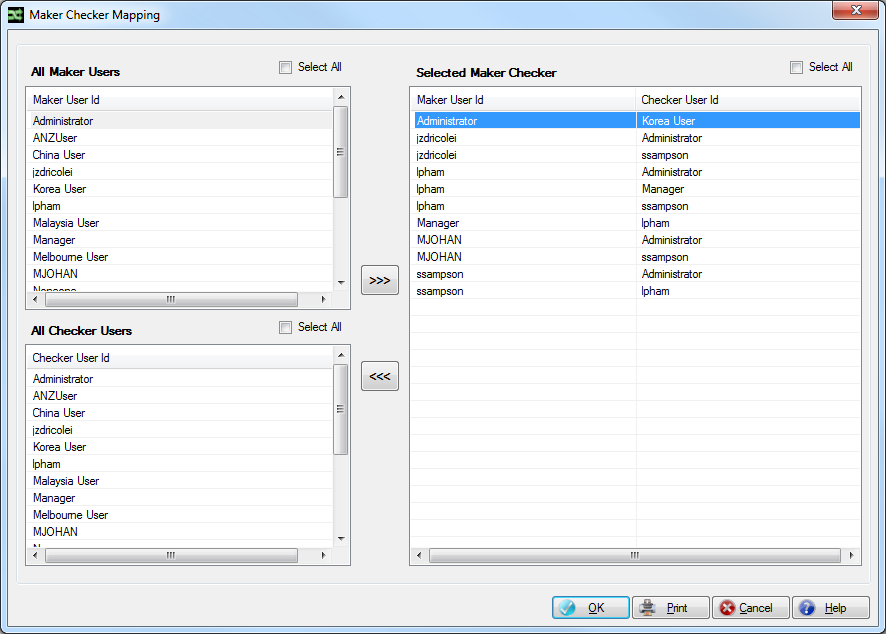 Maker Checker Mapping
All Maker Users
Select All
Maker User Id
Administrator
ANZUser
China User
jzdricolei
Korea User
lpham
Malaysia User
Manager
Melbourne User
MJOHAN
All Checker Users
Select All
Checker User Id
Administrator
ANZUser
China User
jzdricolei
Korea User
lpham
Malaysia User
Manager
Melbourne User
MJOHAN
>>>
<<<
Selected Maker Checker
Select All
Maker User Id Checker User Id
Administrator Korea User
jzdricolei Administrator
jzdricolei ssampson
lpham Administrator
lpham Manager
lpham ssampson
Manager lpham
MJOHAN Administrator
MJOHAN ssampson
ssampson Administrator
ssampson lpham
OK Print Cancel Help